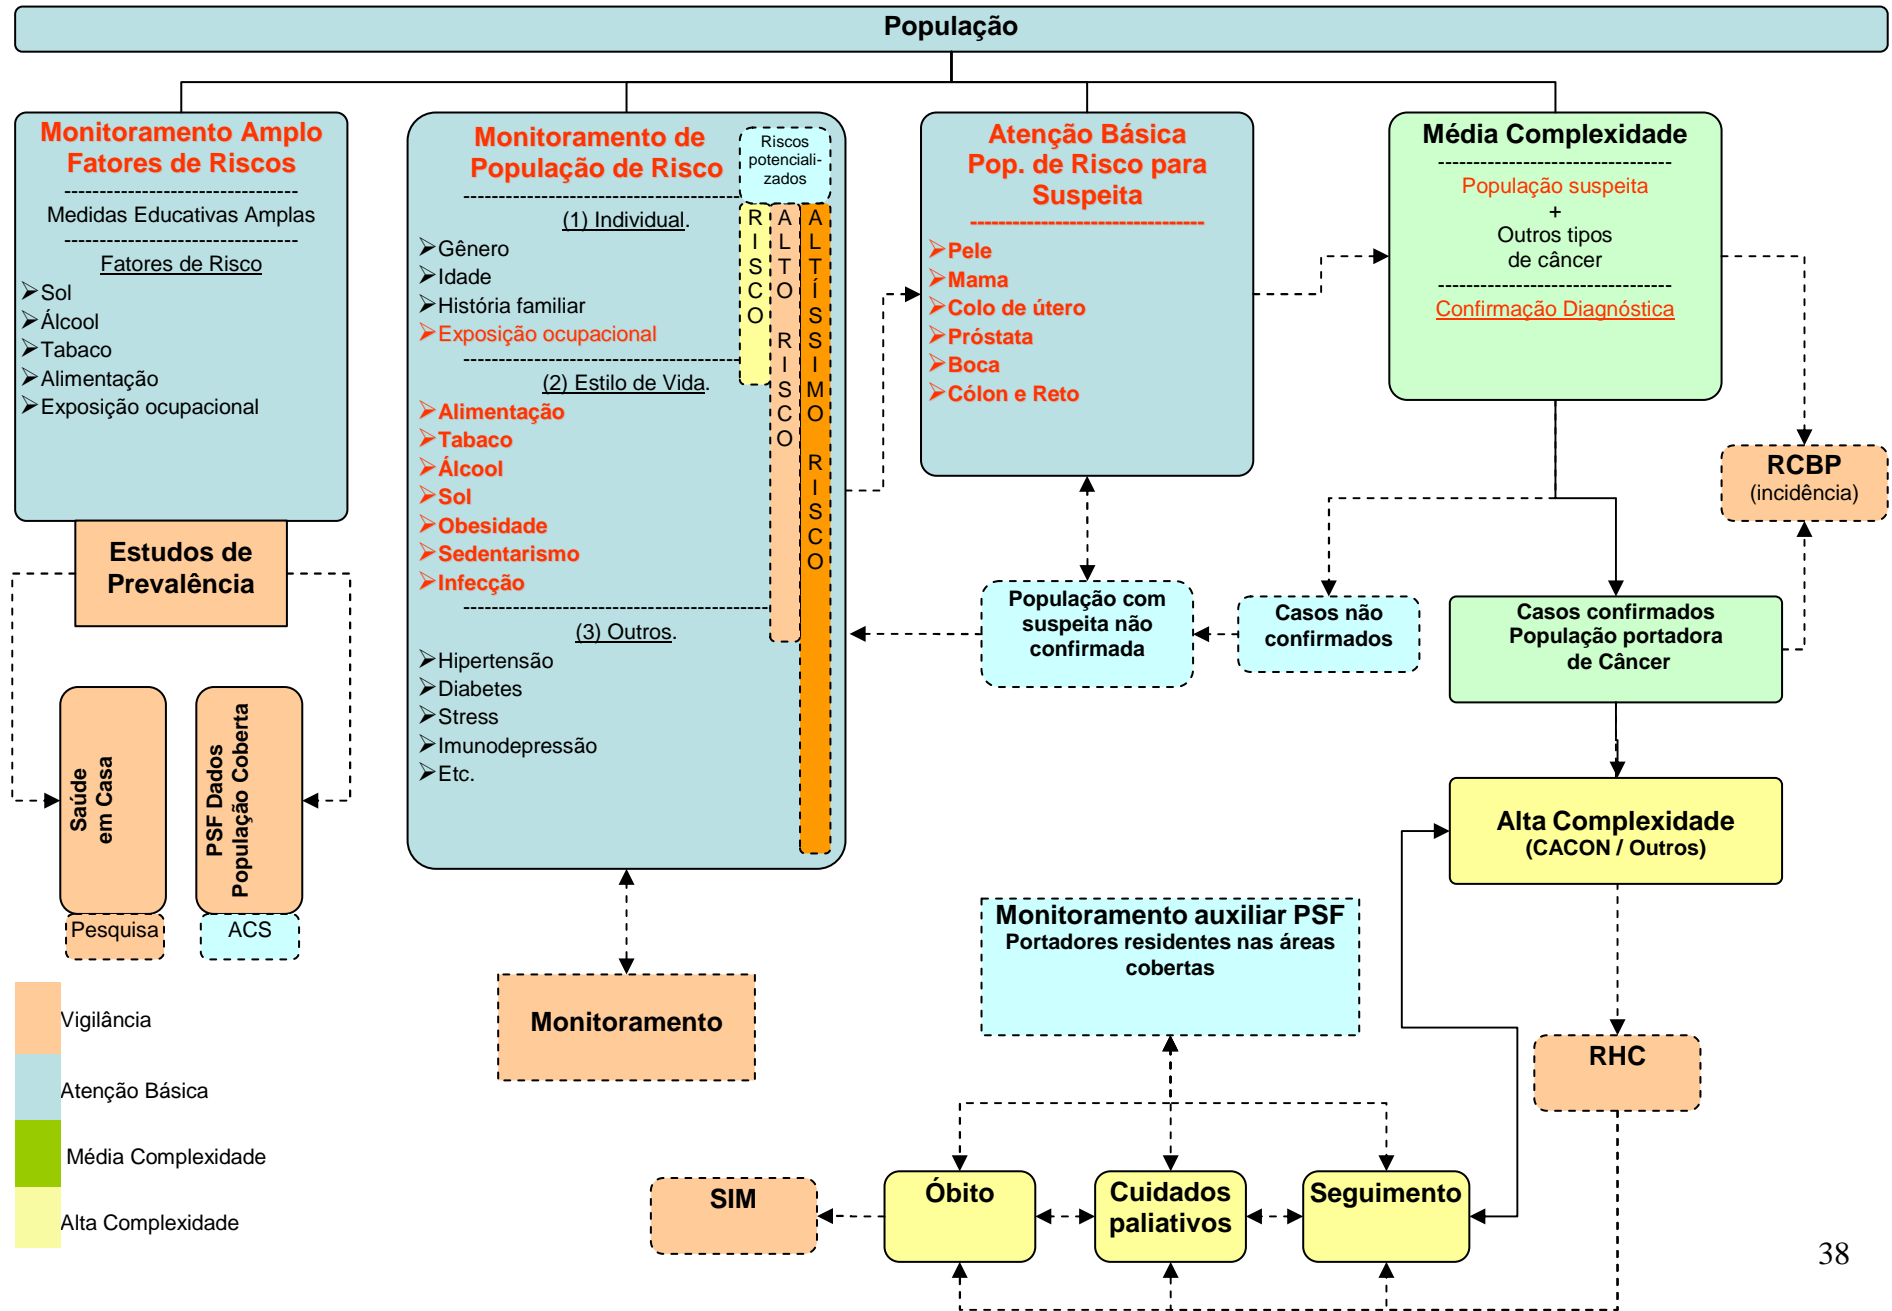 População
Monitoramento Amplo
Fatores de Riscos
---------------------------------
Medidas Educativas Amplas
---------------------------------
Fatores de Risco
➢Sol
➢Álcool
➢Tabaco
➢Alimentação
➢Exposição ocupacional
Estudos de
Prevalência
Saúde
em Casa
Pesquisa
PSF Dados
População Coberta
ACS
Monitoramento de
População de Risco
Riscos
potenciali-
zados
RISCO
ALTO RISCO
ALTÍSSIMO RISCO
(1) Individual.
➢Gênero
➢Idade
➢História familiar
➢Exposição ocupacional
(2) Estilo de Vida.
➢Alimentação
➢Tabaco
➢Álcool
➢Sol
➢Obesidade
➢Sedentarismo
➢Infecção
(3) Outros.
➢Hipertensão
➢Diabetes
➢Stress
➢Imunodepressão
➢Etc.
Monitoramento
Atenção Básica
Pop. de Risco para
Suspeita
---------------------------------
➢Pele
➢Mama
➢Colo de útero
➢Próstata
➢Boca
➢Cólon e Reto
População com
suspeita não
confirmada
Casos não
confirmados
Média Complexidade
---------------------------------
População suspeita
+
Outros tipos
de câncer
---------------------------------
Confirmação Diagnóstica
RCBP
(incidência)
Casos confirmados
População portadora
de Câncer
Alta Complexidade
(CACON / Outros)
RHC
Monitoramento auxiliar PSF
Portadores residentes nas áreas
cobertas
SIM
Óbito
Cuidados
paliativos
Seguimento
Vigilância
Atenção Básica
Média Complexidade
Alta Complexidade
38